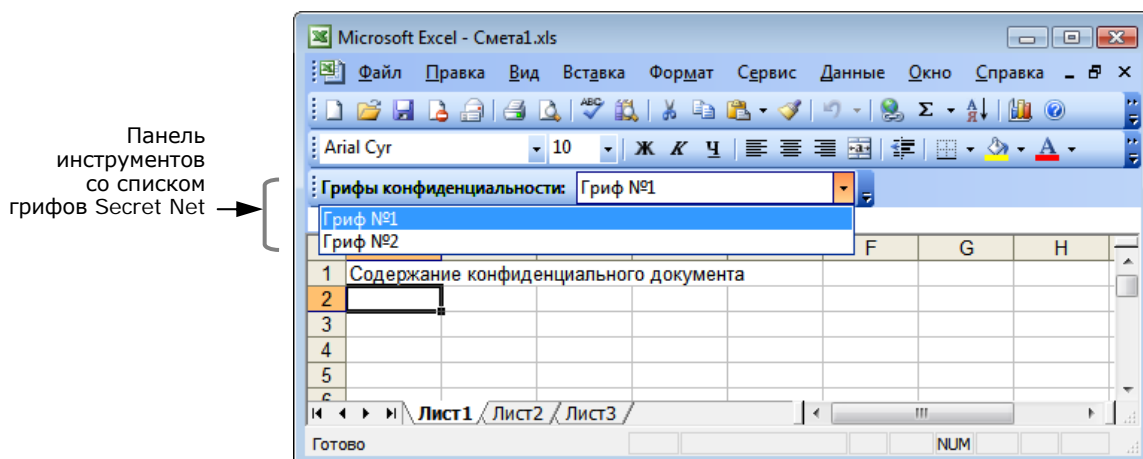 Microsoft Excel - Смета1.xls
Файл Правка Вид Вставка Формат Сервис Данные Окно Справка
Arial Cyr 10 Ж К Ч
Панель
инструментов
со списком
грифов Secret Net
Грифы конфиденциальности: Гриф №1
Гриф №1
Гриф №2
F G H
1 Содержание конфиденциального документа
2
3
4
5
6
Лист1 Лист2 Лист3
Готово NUM